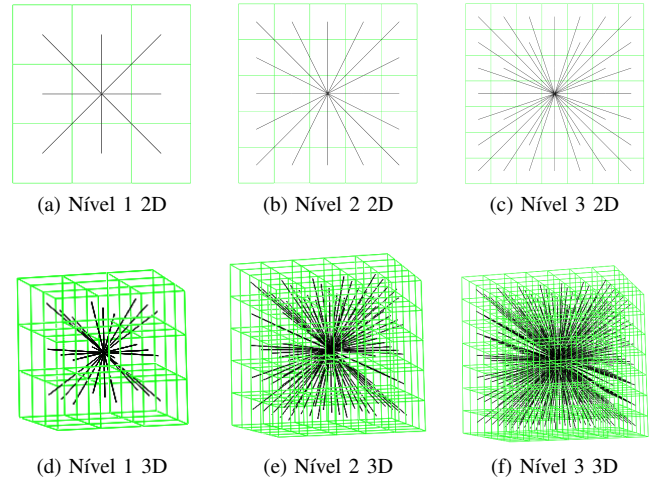 (a) Nível 1 2D
(b) Nível 2 2D
(c) Nível 3 2D
(d) Nível 1 3D
(e) Nível 2 3D
(f) Nível 3 3D